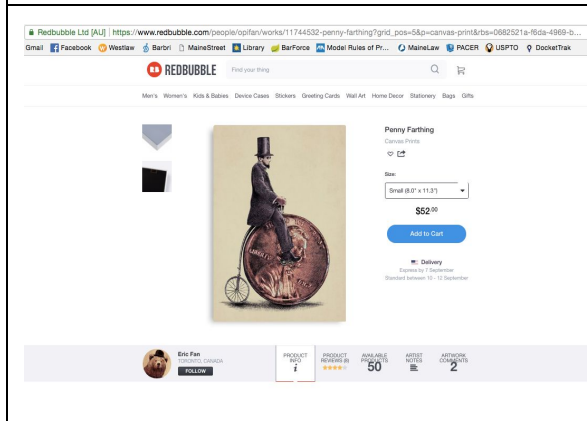 Redbubble Ltd [AU] | https://www.redbubble.com/people/opifan/works/11744532-penny-farthing?grid_pos=5&p=canvas-print&rbs=0682521a-f6da-4969-b...
Gmail Facebook Westlaw Barbri MaineStreet Library BarForce Model Rules of Pr... MaineLaw PACER USPTO DocketTrak
RB REDBUBBLE Find your thing
Men's Women's Kids & Babies Device Cases Stickers Greeting Cards Wall Art Home Decor Stationery Bags Gifts
Penny Farthing
Canvas Prints
Size:
Small (8.0" x 11.3")
$52.00
Add to Cart
Delivery
Express by 7 September
Standard between 10 - 15 September
LIBERTY
Eric Fan
TORONTO, CANADA
FOLLOW
PRODUCT INFO
i
PRODUCT REVIEWS (8)
AVAILABLE PRODUCTS
50
ARTIST NOTES
ARTWORK COMMENTS
2